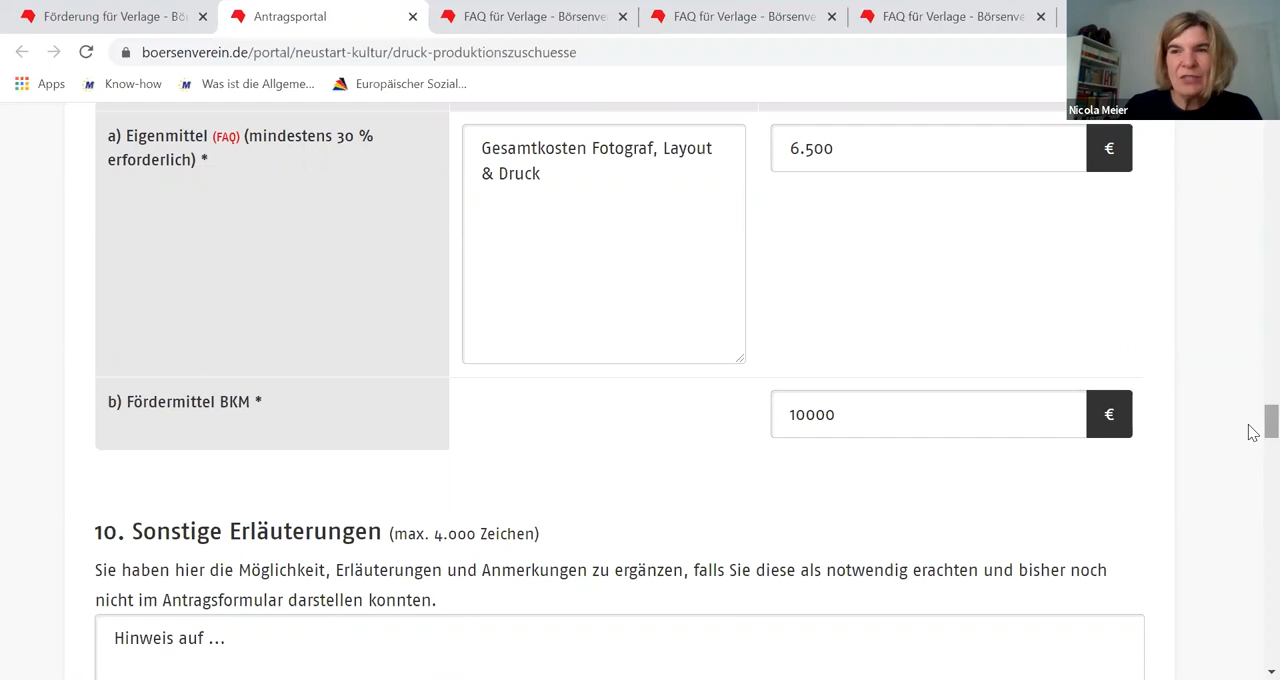 Förderung für Verlage - Bö
Antragsportal
FAQ für Verlage - Börsenve
FAQ für Verlage - Börsenve
FAQ für Verlage - Börsenve
boersenverein.de/portal/neustart-kultur/druck-produktionszuschuesse
Apps
Know-how
Was ist die Allgeme...
Europäischer Sozial...
Nicola Meier
a) Eigenmittel (FAQ) (mindestens 30 %
erforderlich) *
Gesamtkosten Fotograf, Layout
& Druck
6.500
€
b) Fördermittel BKM *
10000
€
10. Sonstige Erläuterungen (max. 4.000 Zeichen)
Sie haben hier die Möglichkeit, Erläuterungen und Anmerkungen zu ergänzen, falls Sie diese als notwendig erachten und bisher noch
nicht im Antragsformular darstellen konnten.
Hinweis auf ...